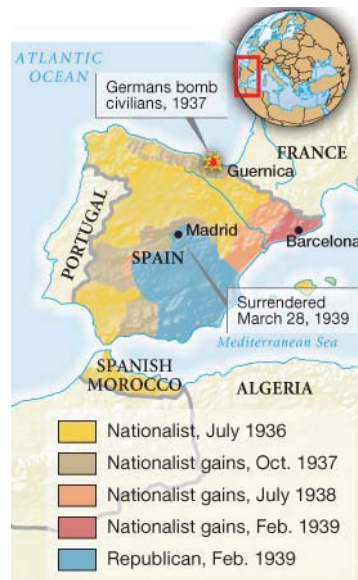 ATLANTIC
OCEAN
Germans bomb
civilians, 1937
FRANCE
Guernica
PORTUGAL
Madrid
SPAIN
Barcelona
Surrendered
March 28, 1939
Mediterranean Sea
SPANISH
MOROCCO
ALGERIA
Nationalist, July 1936
Nationalist gains, Oct. 1937
Nationalist gains, July 1938
Nationalist gains, Feb. 1939
Republican, Feb. 1939